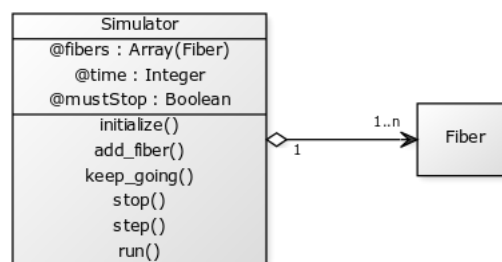 Simulator
@fibers : Array(Fiber)
@time : Integer
@mustStop : Boolean
initialize()
add_fiber()
keep_going()
stop()
step()
run()
1
1..n
Fiber